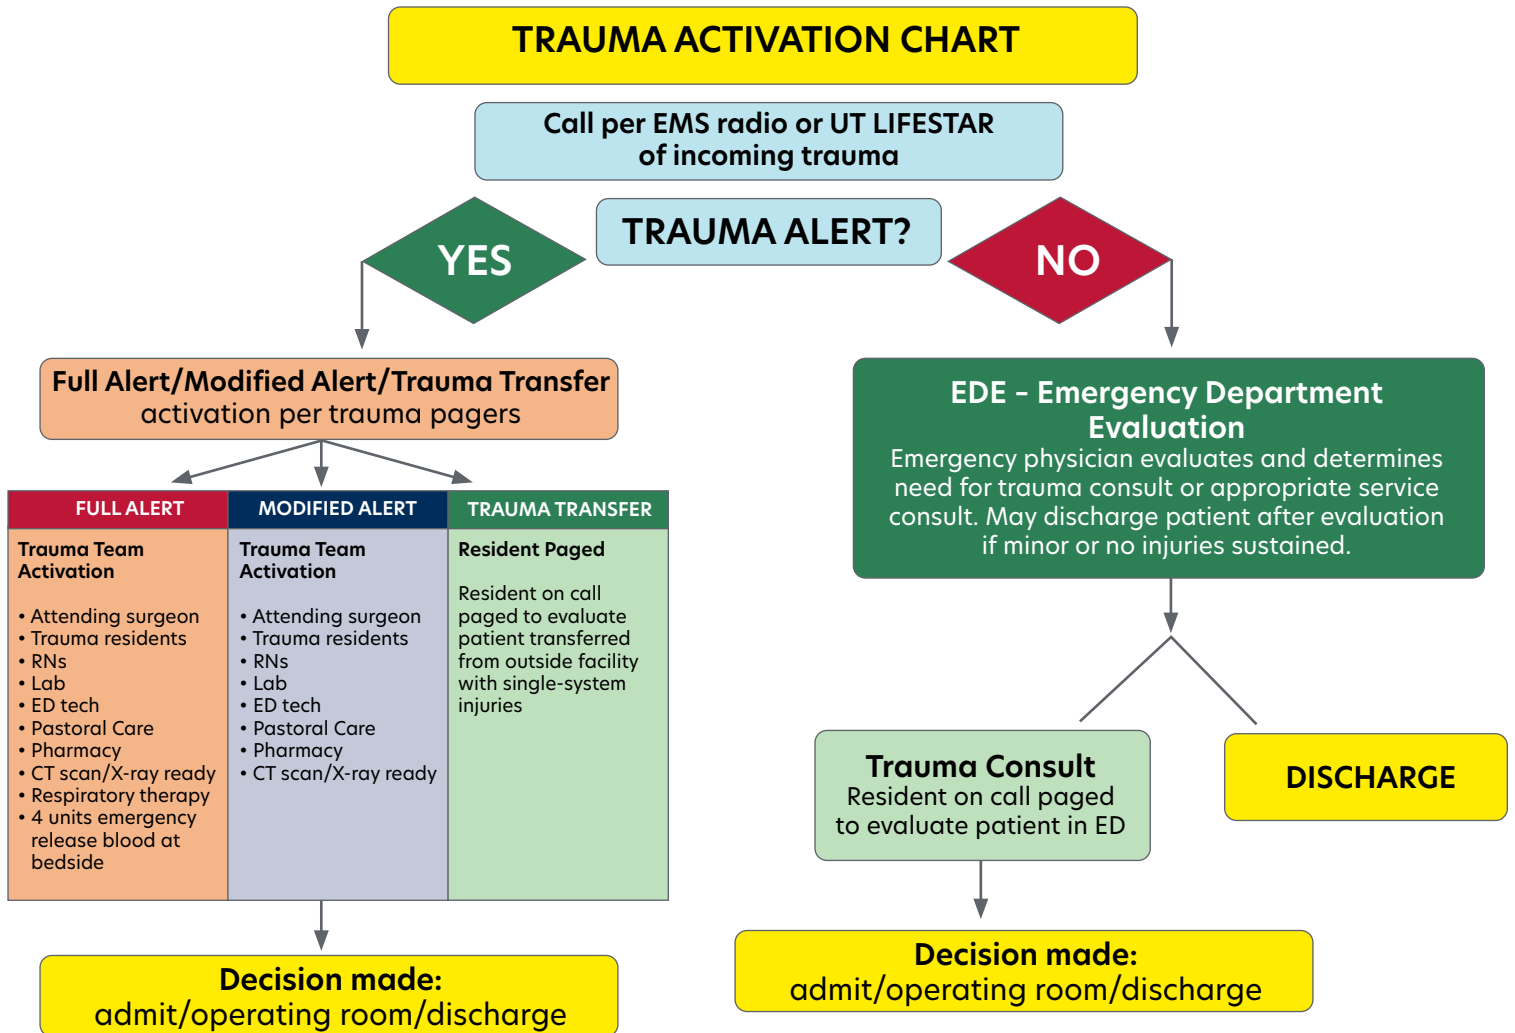 TRAUMA ACTIVATION CHART
Call per EMS radio or UT LIFESTAR
of incoming trauma
TRAUMA ALERT?
YES
NO
Full Alert/Modified Alert/Trauma Transfer
activation per trauma pagers
FULL ALERT
Trauma Team
Activation
• Attending surgeon
• Trauma residents
• RNs
• Lab
• ED tech
• Pastoral Care
• Pharmacy
• CT scan/X-ray ready
• Respiratory therapy
• 4 units emergency
release blood at
bedside
MODIFIED ALERT
Trauma Team
Activation
• Attending surgeon
• Trauma residents
• RNs
• Lab
• ED tech
• Pastoral Care
• Pharmacy
• CT scan/X-ray ready
TRAUMA TRANSFER
Resident Paged
Resident on call
paged to evaluate
patient transferred
from outside facility
with single-system
injuries
Decision made:
admit/operating room/discharge
EDE – Emergency Department
Evaluation
Emergency physician evaluates and determines
need for trauma consult or appropriate service
consult. May discharge patient after evaluation
if minor or no injuries sustained.
Trauma Consult
Resident on call paged
to evaluate patient in ED
DISCHARGE
Decision made:
admit/operating room/discharge